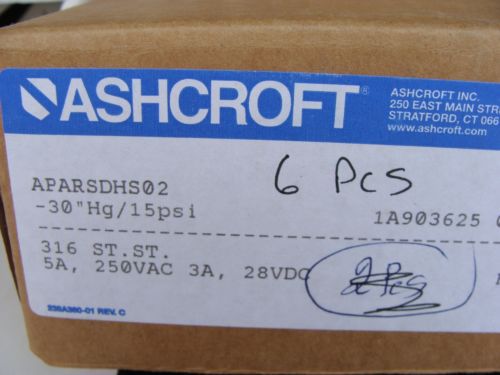 ASHCROFT®
ASHCROFT INC.
250 EAST MAIN STR
STRATFORD, CT 066
www.ashcroft.com
APARSDHS02
6 Pcs
-30"Hg/15psi
1A903625
316 ST.ST.
5A, 250VAC 3A, 28VDC
238A360-01 REV. C